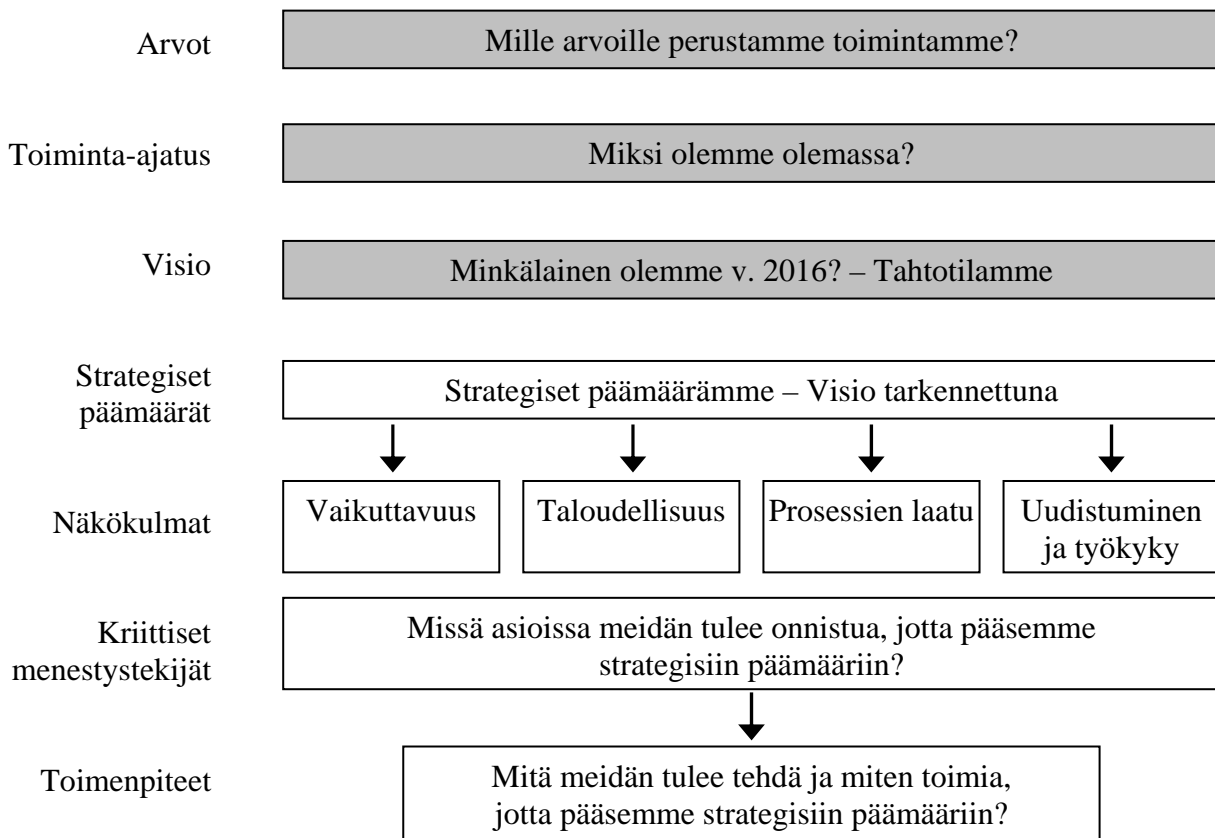 Arvot
Mille arvoille perustamme toimintamme?
Toiminta-ajatus
Miksi olemme olemassa?
Visio
Minkälainen olemme v. 2016? – Tahtotilamme
Strategiset
päämäärät
Strategiset päämäärämme – Visio tarkennettuna
Näkökulmat
Vaikuttavuus
Taloudellisuus
Prosessien laatu
Uudistuminen
ja työkyky
Kriittiset
menestystekijät
Missä asioissa meidän tulee onnistua, jotta pääsemme
strategisiin päämääriin?
Toimenpiteet
Mitä meidän tulee tehdä ja miten toimia,
jotta pääsemme strategisiin päämääriin?